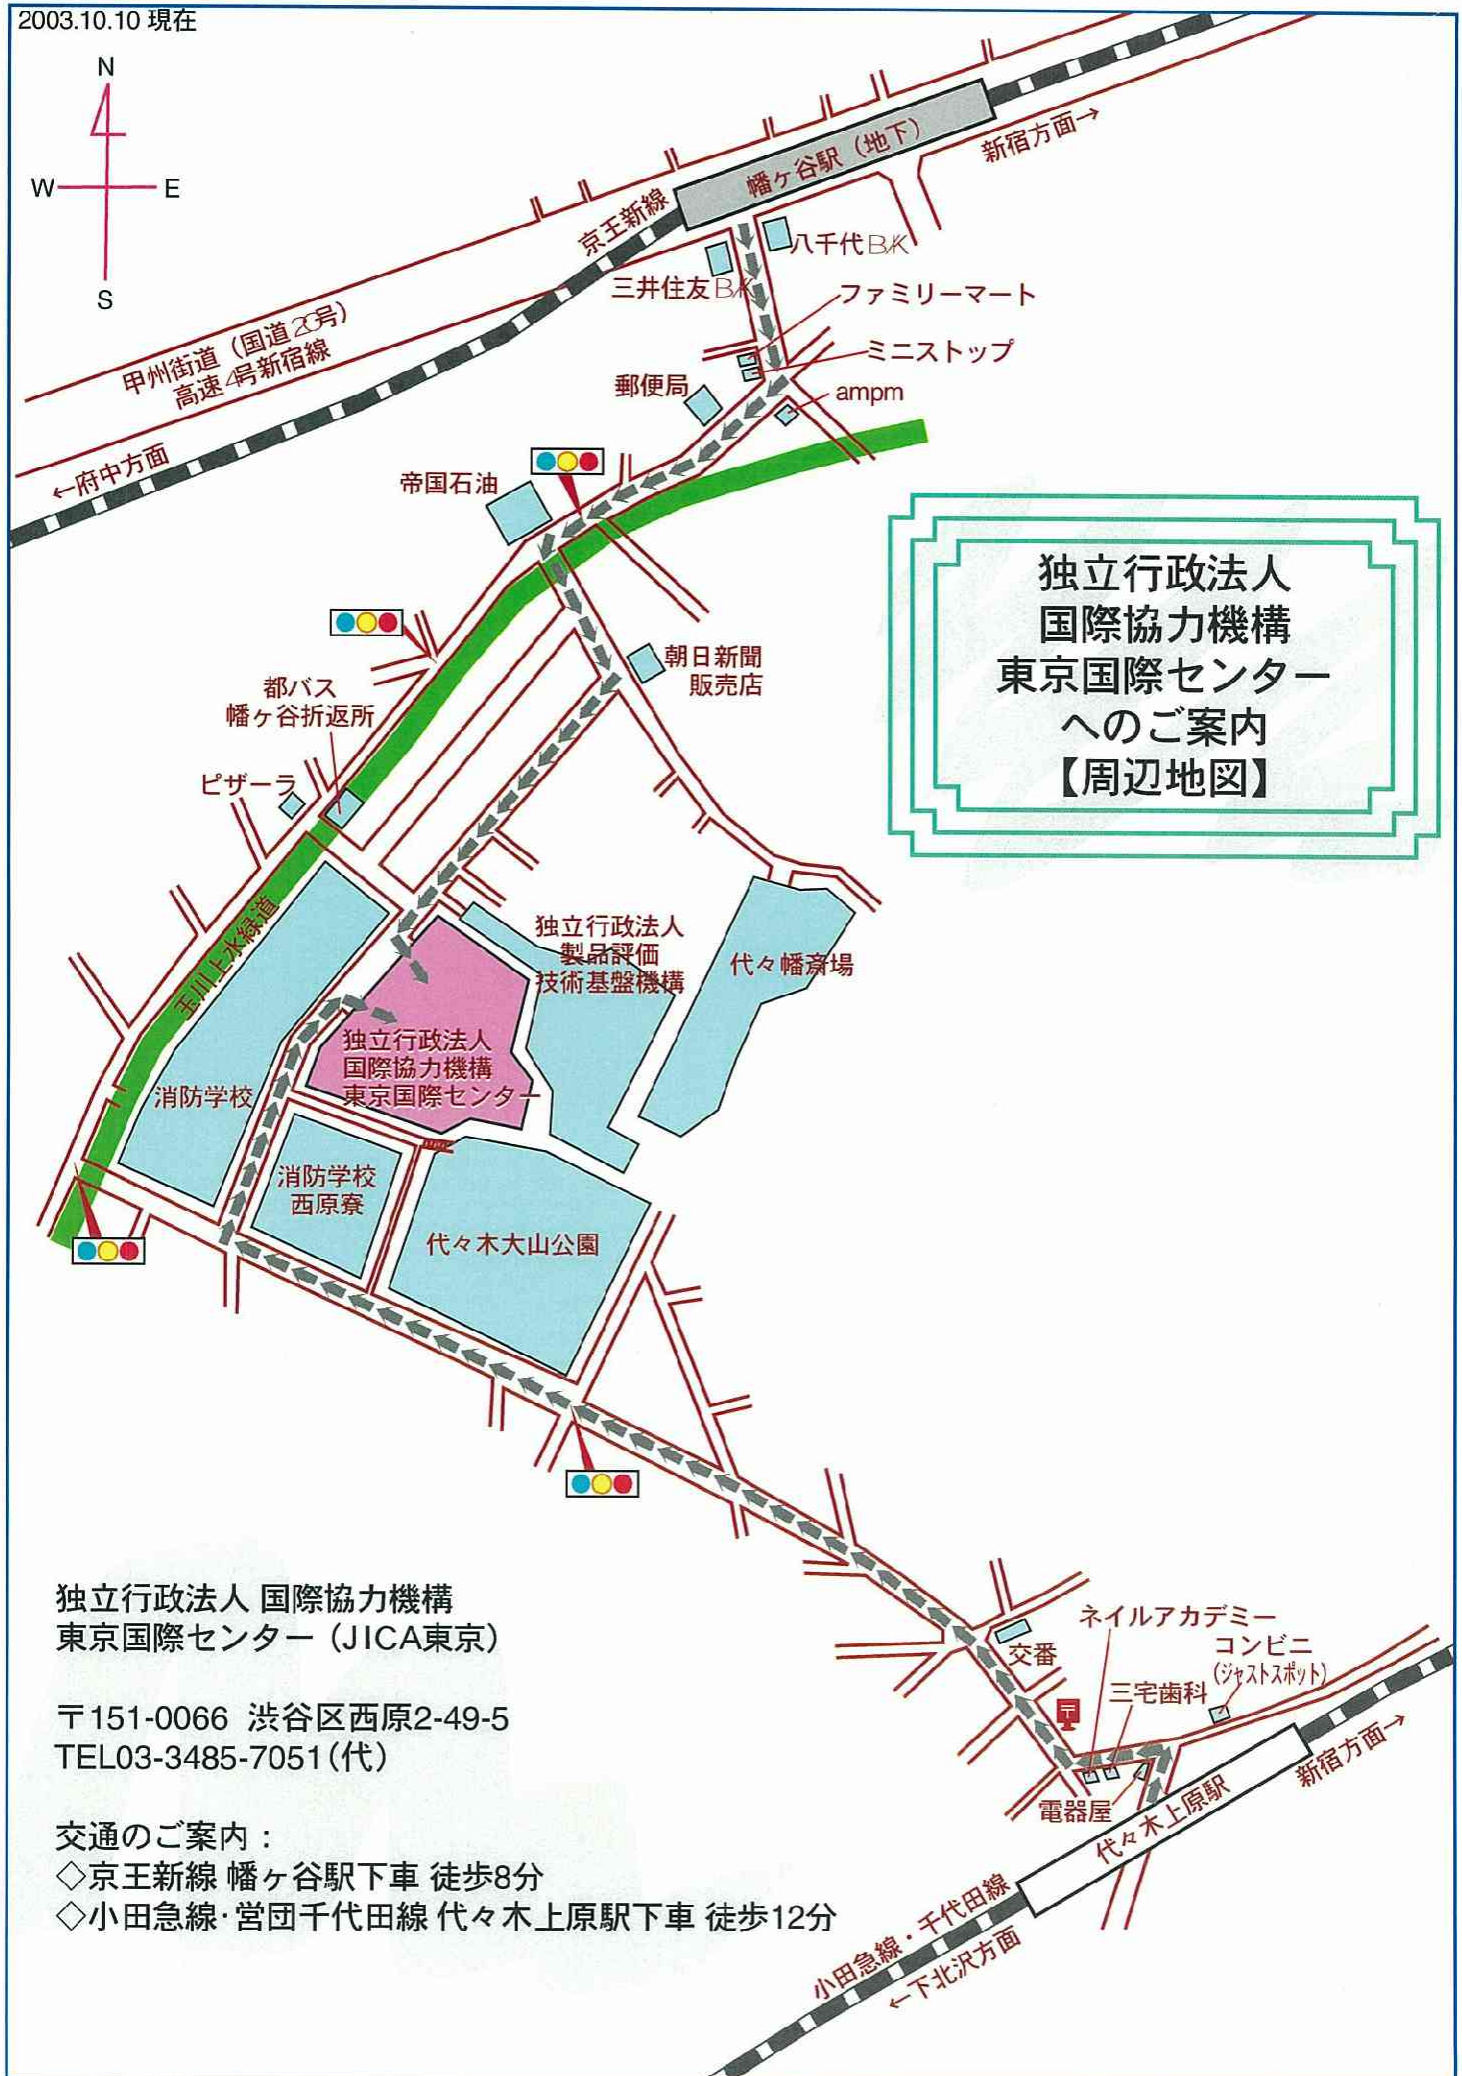 2003.10.10 現在
N
W
E
S
新宿方面→
幡ヶ谷駅（地下）
京王新線
八千代BK
三井住友BK
ファミリーマート
ミニストップ
甲州街道（国道20号）
高速4号新宿線
郵便局
ampm
←府中方面
帝国石油
独立行政法人
国際協力機構
東京国際センター
へのご案内
【周辺地図】
朝日新聞
販売店
都バス
幡ヶ谷折返所
ピザーラ
玉川上水緑道
独立行政法人
製品評価
技術基盤機構
代々幡斎場
独立行政法人
国際協力機構
東京国際センター
消防学校
消防学校
西原寮
代々木大山公園
ネイルアカデミー
コンビニ
（ジャストスポット）
交番
三宅歯科
〒
電器屋
代々木上原駅
新宿方面→
小田急線・千代田線
←下北沢方面
独立行政法人 国際協力機構
東京国際センター（JICA東京）
〒151-0066 渋谷区西原2-49-5
TEL03-3485-7051（代）
交通のご案内：
◇京王新線 幡ヶ谷駅下車 徒歩8分
◇小田急線・営団千代田線 代々木上原駅下車 徒歩12分